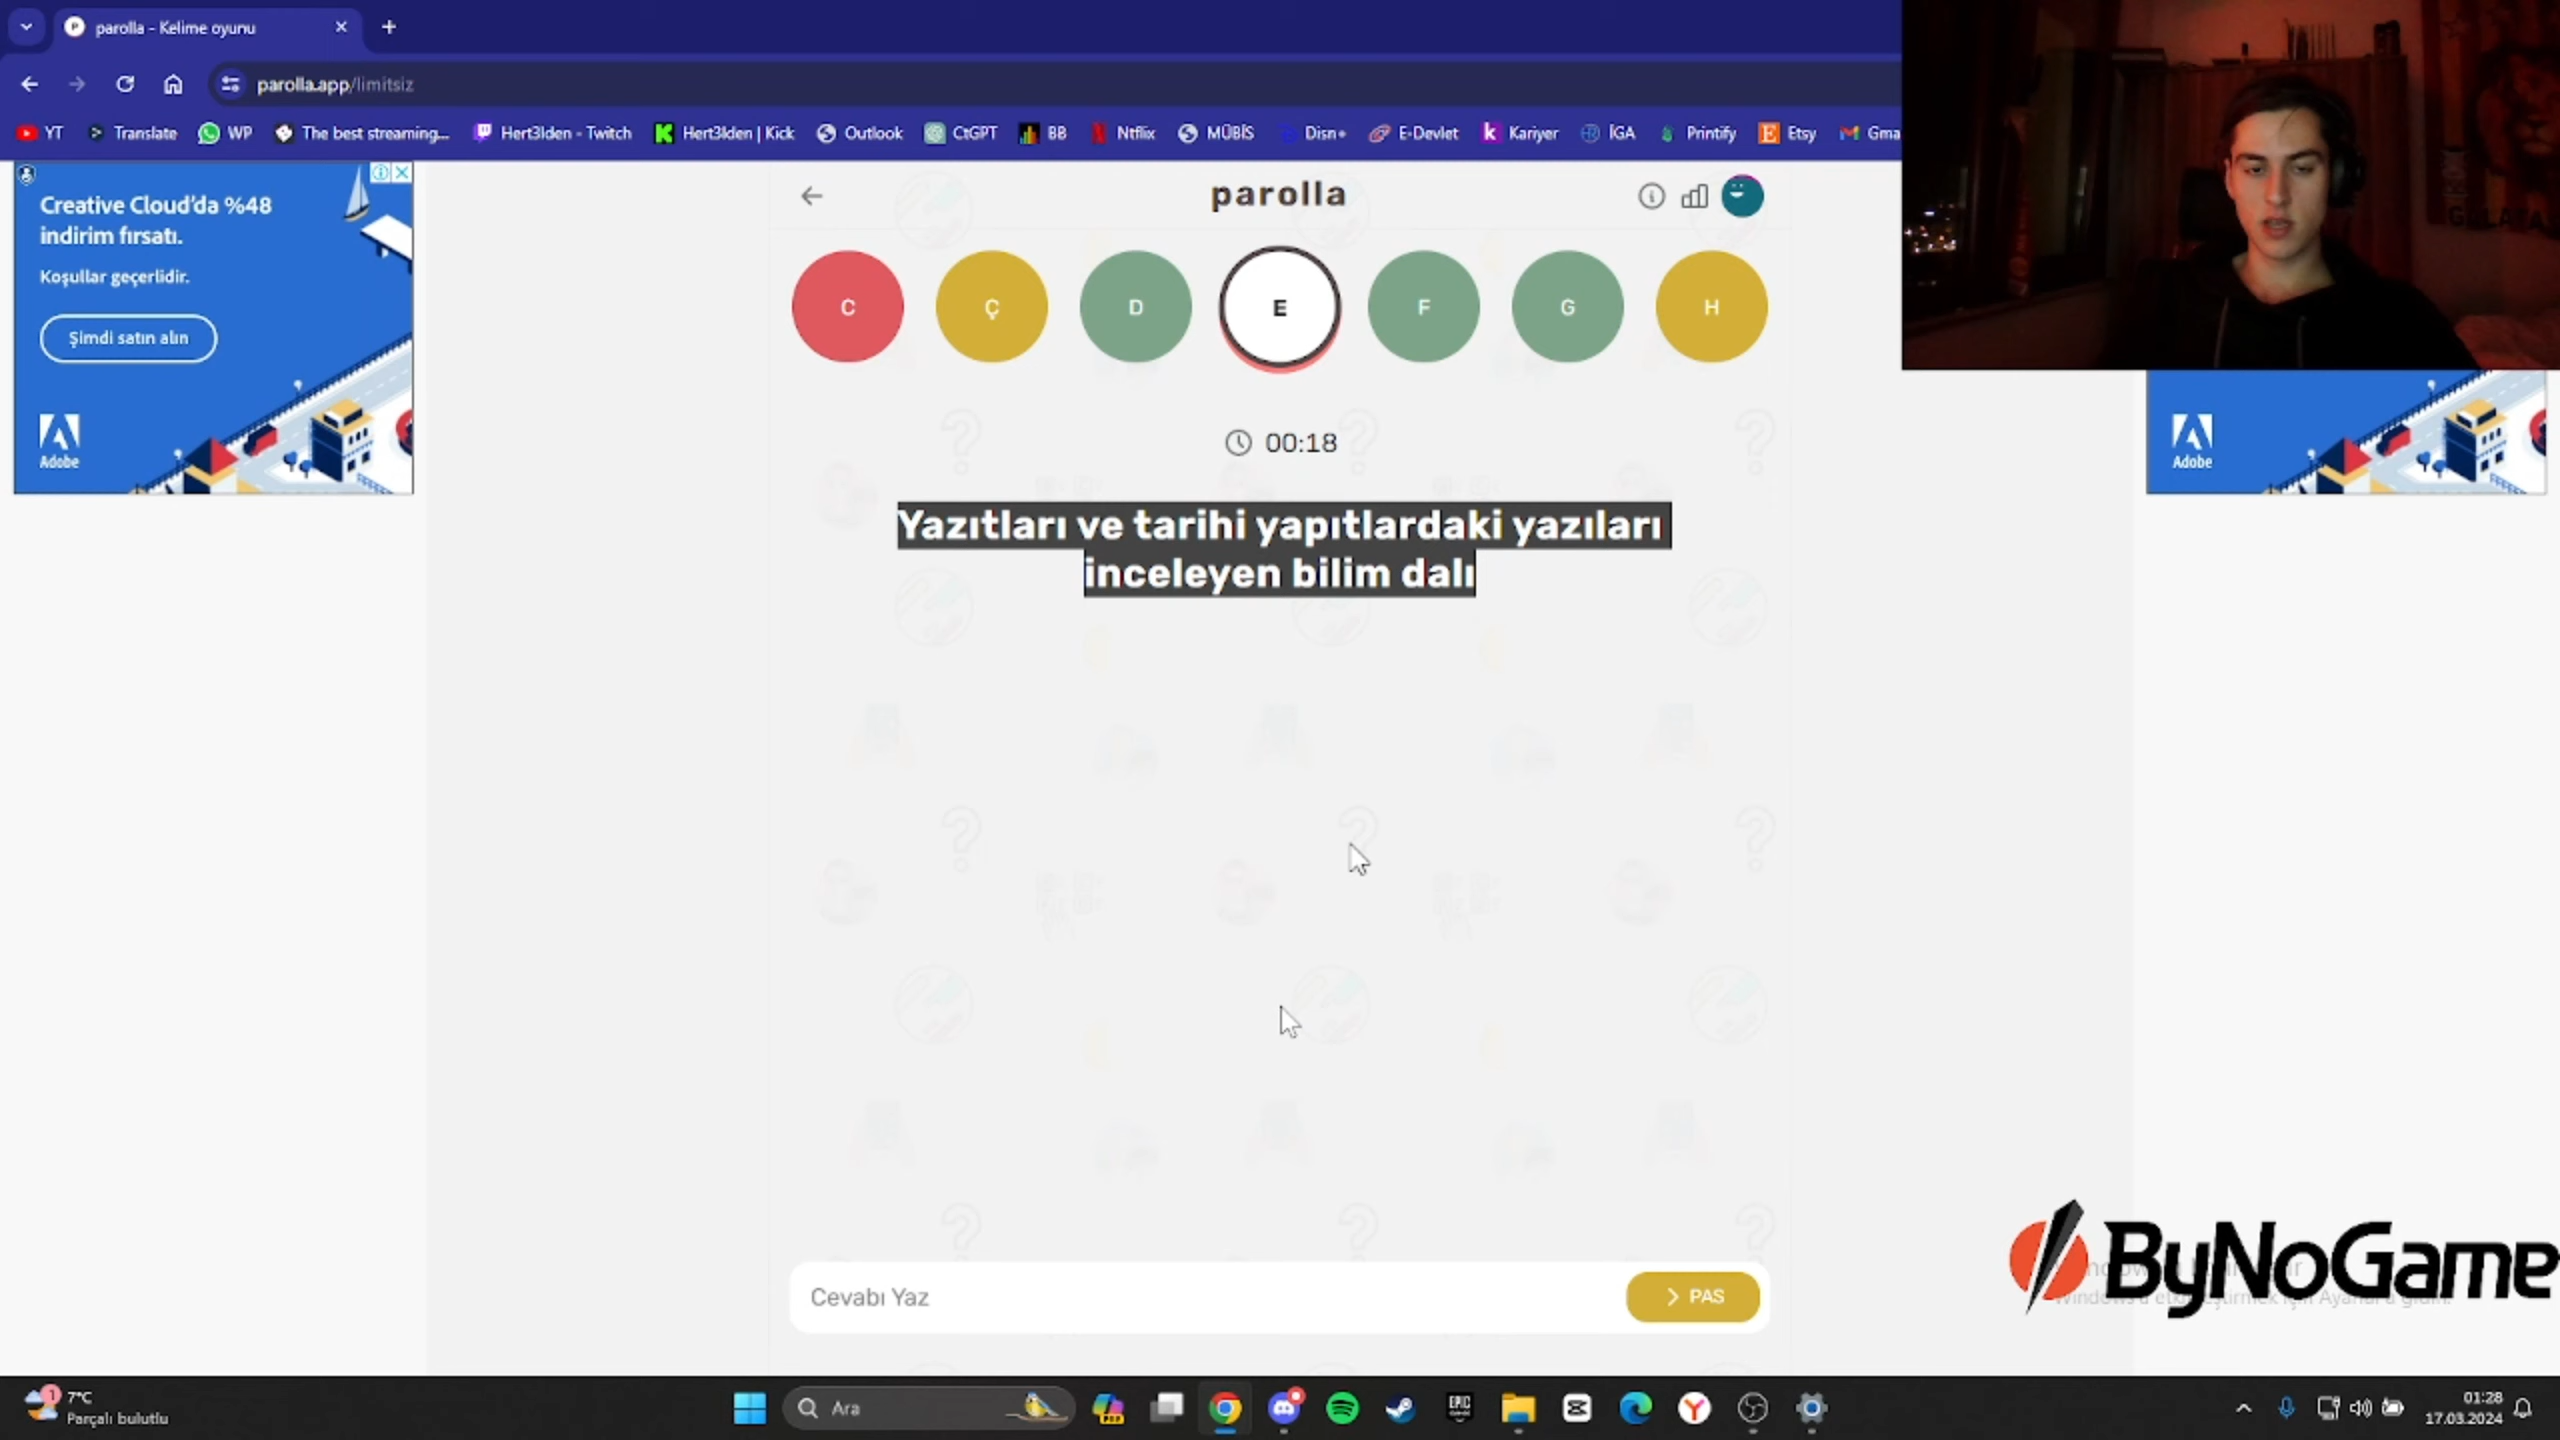 parolla - Kelime oyunu
parolla.app/limitsiz
YT
Translate
WP
The best streaming...
Hert3lden - Twitch
Hert3lden | Kick
Outlook
CtGPT
BB
Ntflix
MÜBİS
Disn+
E-Devlet
Kariyer
İGA
Printify
Etsy
Gma
Creative Cloud'da %48
indirim fırsatı.
Koşullar geçerlidir.
Şimdi satın alın
Adobe
parolla
C
Ç
D
E
F
G
H
00:18
Yazıtları ve tarihi yapıtlardaki yazıları
inceleyen bilim dalı
Adobe
Cevabı Yaz
PAS
ByNoGame
7°C
Parçalı bulutlu
Ara
01:28
17.03.2024